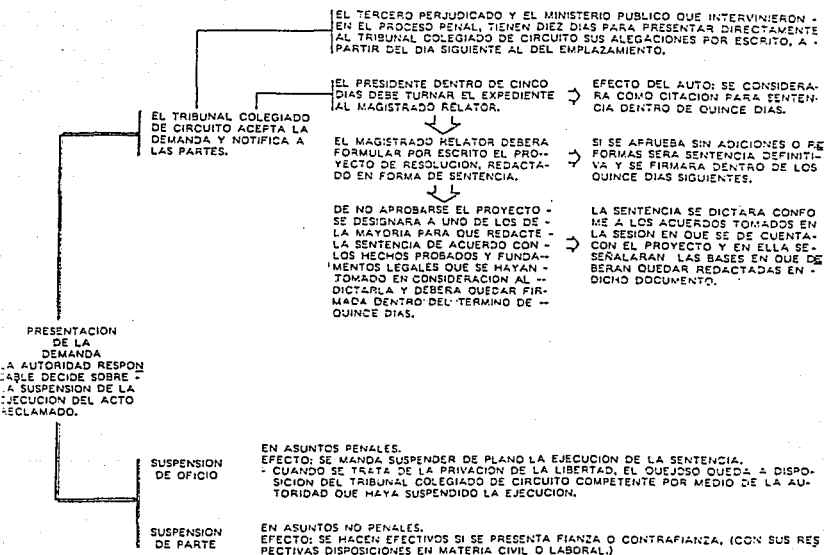 EL TERCERO PERJUDICADO Y EL MINISTERIO PUBLICO QUE INTERVINIERON -
EN EL PROCESO PENAL, TIENEN DIEZ DIAS PARA PRESENTAR DIRECTAMENTE
AL TRIBUNAL COLEGIADO DE CIRCUITO SUS ALEGACIONES POR ESCRITO, A -
PARTIR DEL DIA SIGUIENTE AL DEL EMPLAZAMIENTO.
EL TRIBUNAL COLEGIADO
DE CIRCUITO ACEPTA LA
DEMANDA Y NOTIFICA A
LAS PARTES.
EL PRESIDENTE DENTRO DE CINCO
DIAS DEBE TURNAR EL EXPEDIENTE
AL MAGISTRADO RELATOR.
EFECTO DEL AUTO: SE CONSIDERA-
RA COMO CITACION PARA SENTEN-
CIA DENTRO DE QUINCE DIAS.
EL MAGISTRADO RELATOR DEBERA
FORMULAR POR ESCRITO EL PRO--
YECTO DE RESOLUCION, REDACTA-
DO EN FORMA DE SENTENCIA.
SI SE APRUEBA SIN ADICIONES O RE
FORMAS SERA SENTENCIA DEFINITI-
VA Y SE FIRMARA DENTRO DE LOS
QUINCE DIAS SIGUIENTES.
DE NO APROBARSE EL PROYECTO -
SE DESIGNARA A UNO DE LOS DE -
LA MAYORIA PARA QUE REDACTE -
LA SENTENCIA DE ACUERDO CON -
LOS HECHOS PROBADOS Y FUNDA--
MENTOS LEGALES QUE SE HAYAN -
TOMADO EN CONSIDERACION AL --
DICTARLA Y DEBERA QUEDAR FIR-
MADA DENTRO DEL TERMINO DE --
QUINCE DIAS.
LA SENTENCIA SE DICTARA CONFO
ME A LOS ACUERDOS TOMADOS EN
LA SESION EN QUE SE DE CUENTA-
CON EL PROYECTO Y EN ELLA SE-
SEÑALARAN LAS BASES EN QUE DE
BERAN QUEDAR REDACTADAS EN -
DICHO DOCUMENTO.
PRESENTACION
DE LA
DEMANDA
LA AUTORIDAD RESPON
SABLE DECIDE SOBRE -
LA SUSPENSION DE LA
EJECUCION DEL ACTO
RECLAMADO.
SUSPENSION
DE OFICIO
EN ASUNTOS PENALES.
EFECTO: SE MANDA SUSPENDER DE PLANO LA EJECUCION DE LA SENTENCIA.
- CUANDO SE TRATA DE LA PRIVACION DE LA LIBERTAD, EL QUEJOSO QUEDA A DISPO-
SICION DEL TRIBUNAL COLEGIADO DE CIRCUITO COMPETENTE POR MEDIO DE LA AU-
TORIDAD QUE HAYA SUSPENDIDO LA EJECUCION.
SUSPENSION
DE PARTE
EN ASUNTOS NO PENALES.
EFECTO: SE HACEN EFECTIVOS SI SE PRESENTA FIANZA O CONTRAFIANZA, (CON SUS RES
PECTIVAS DISPOSICIONES EN MATERIA CIVIL O LABORAL.)